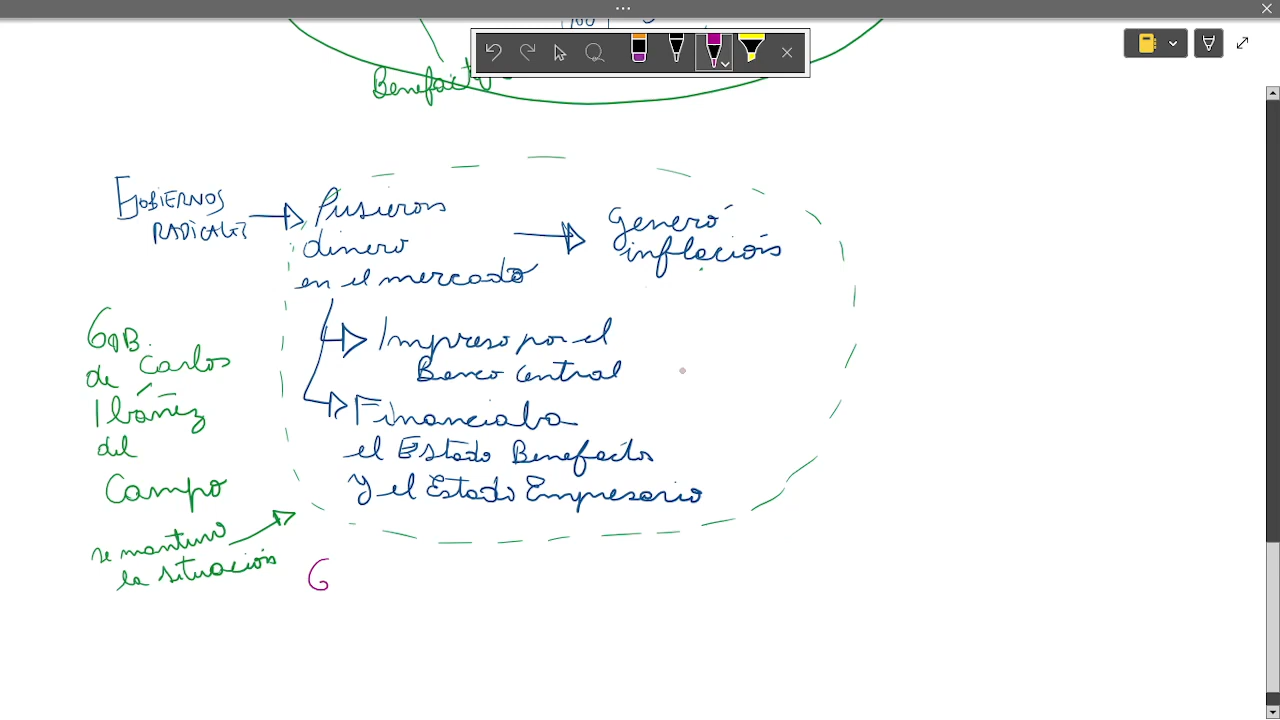 Benefact
GOBIERNOS
RADICALES
Pusieron
dinero
en el mercado
Generó
inflación
Impreso por el
Banco Central
Financiaba
el Estado Benefactor
y el Estado Empresario
GOB.
de Carlos
Ibáñez
del
Campo
se mantuvo
la situación
G